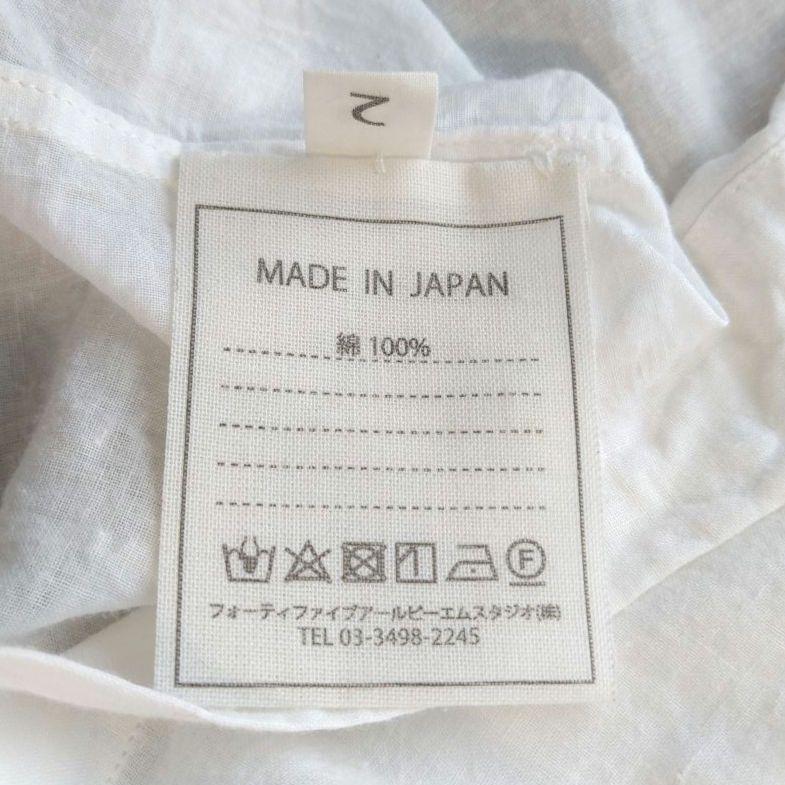 2
MADE IN JAPAN
綿 100%
F
フォーティファイブアールピーエムスタジオ(株)
TEL 03-3498-2245